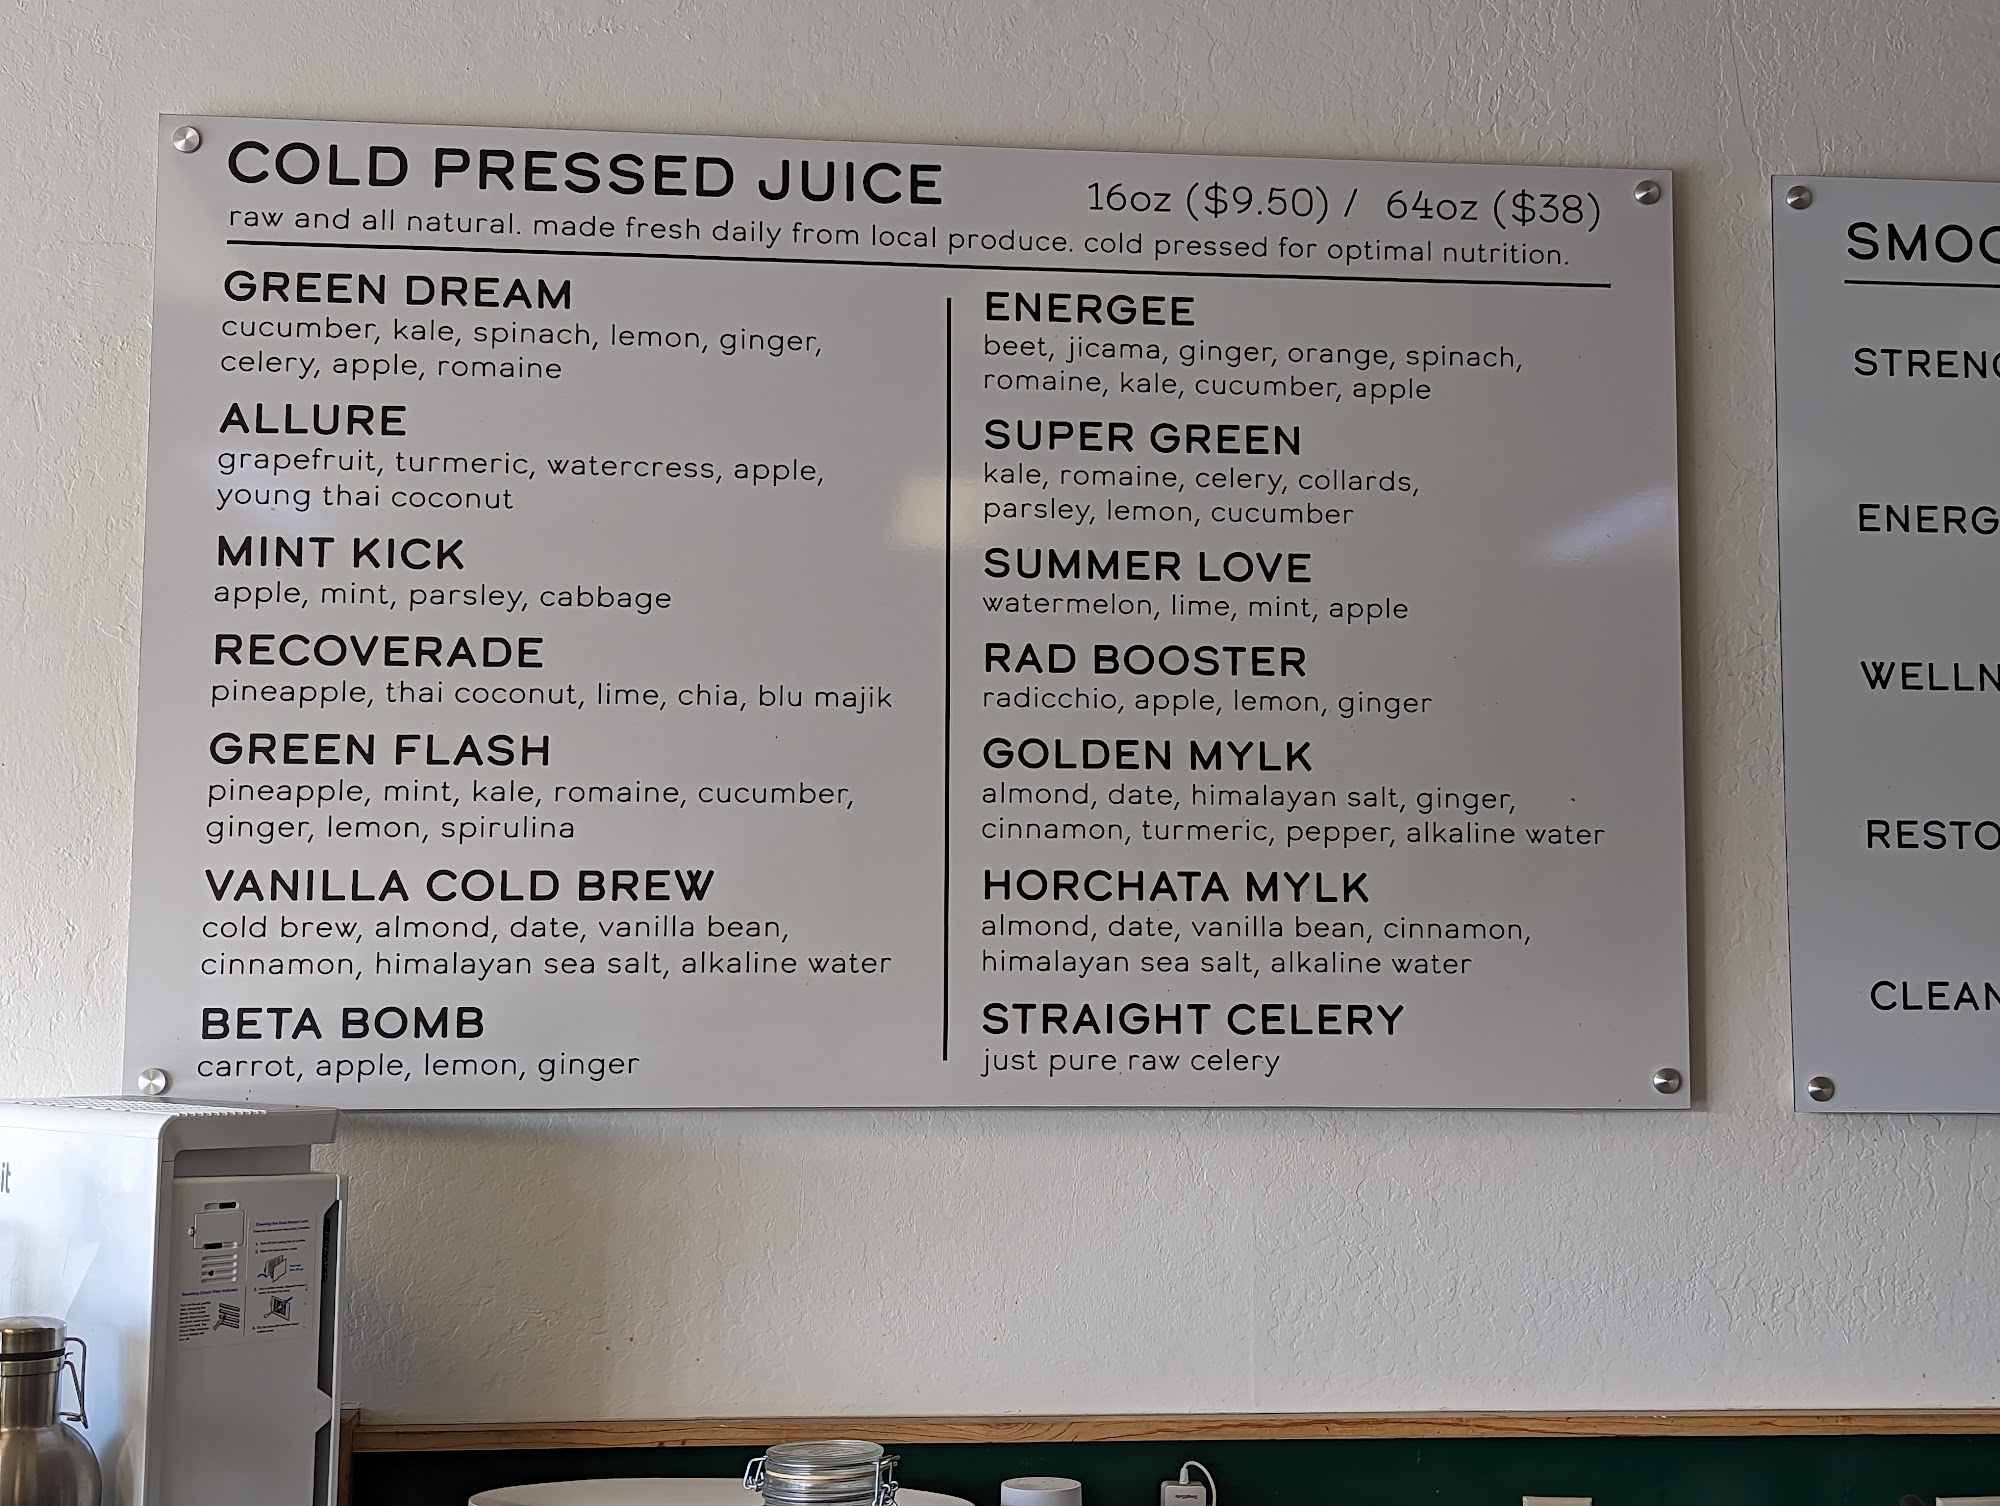 COLD PRESSED JUICE
16oz ($9.50) / 64oz ($38)
raw and all natural. made fresh daily from local produce. cold pressed for optimal nutrition.
GREEN DREAM
cucumber, kale, spinach, lemon, ginger,
celery, apple, romaine
ALLURE
grapefruit, turmeric, watercress, apple,
young thai coconut
MINT KICK
apple, mint, parsley, cabbage
RECOVERADE
pineapple, thai coconut, lime, chia, blu majik
GREEN FLASH
pineapple, mint, kale, romaine, cucumber,
ginger, lemon, spirulina
VANILLA COLD BREW
cold brew, almond, date, vanilla bean,
cinnamon, himalayan sea salt, alkaline water
BETA BOMB
carrot, apple, lemon, ginger
ENERGEE
beet, jicama, ginger, orange, spinach,
romaine, kale, cucumber, apple
SUPER GREEN
kale, romaine, celery, collards,
parsley, lemon, cucumber
SUMMER LOVE
watermelon, lime, mint, apple
RAD BOOSTER
radicchio, apple, lemon, ginger
GOLDEN MYLK
almond, date, himalayan salt, ginger,
cinnamon, turmeric, pepper, alkaline water
HORCHATA MYLK
almond, date, vanilla bean, cinnamon,
himalayan sea salt, alkaline water
STRAIGHT CELERY
just pure raw celery
SMOO
STRENG
ENERG
WELLN
RESTO
CLEAN
it